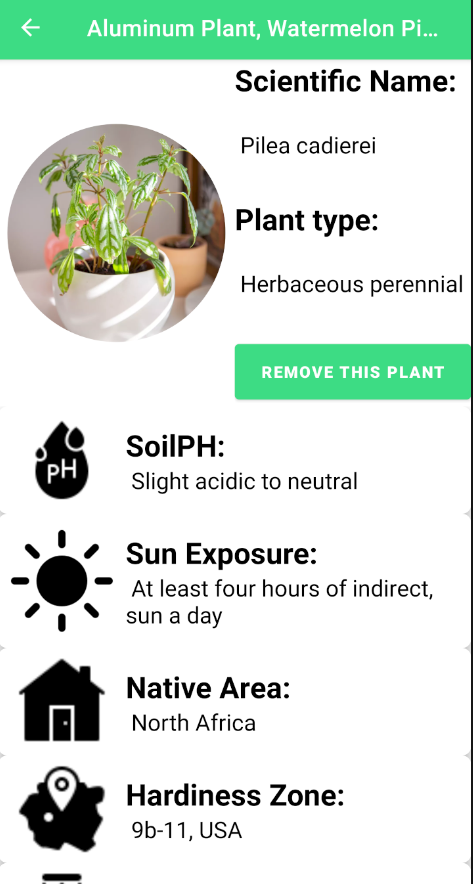 Aluminum Plant, Watermelon Pi...
Scientific Name:
Pilea cadierei
Plant type:
Herbaceous perennial
REMOVE THIS PLANT
pH
SoilPH:
Slight acidic to neutral
Sun Exposure:
At least four hours of indirect,
sun a day
Native Area:
North Africa
Hardiness Zone:
9b-11, USA